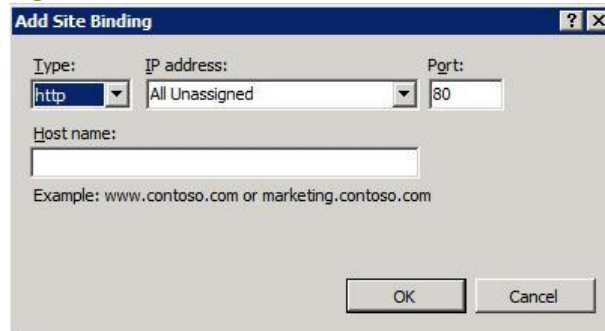 Add Site Binding
Type: IP address: Port:
http All Unassigned 80
Host name:
Example: www.contoso.com or marketing.contoso.com
OK Cancel